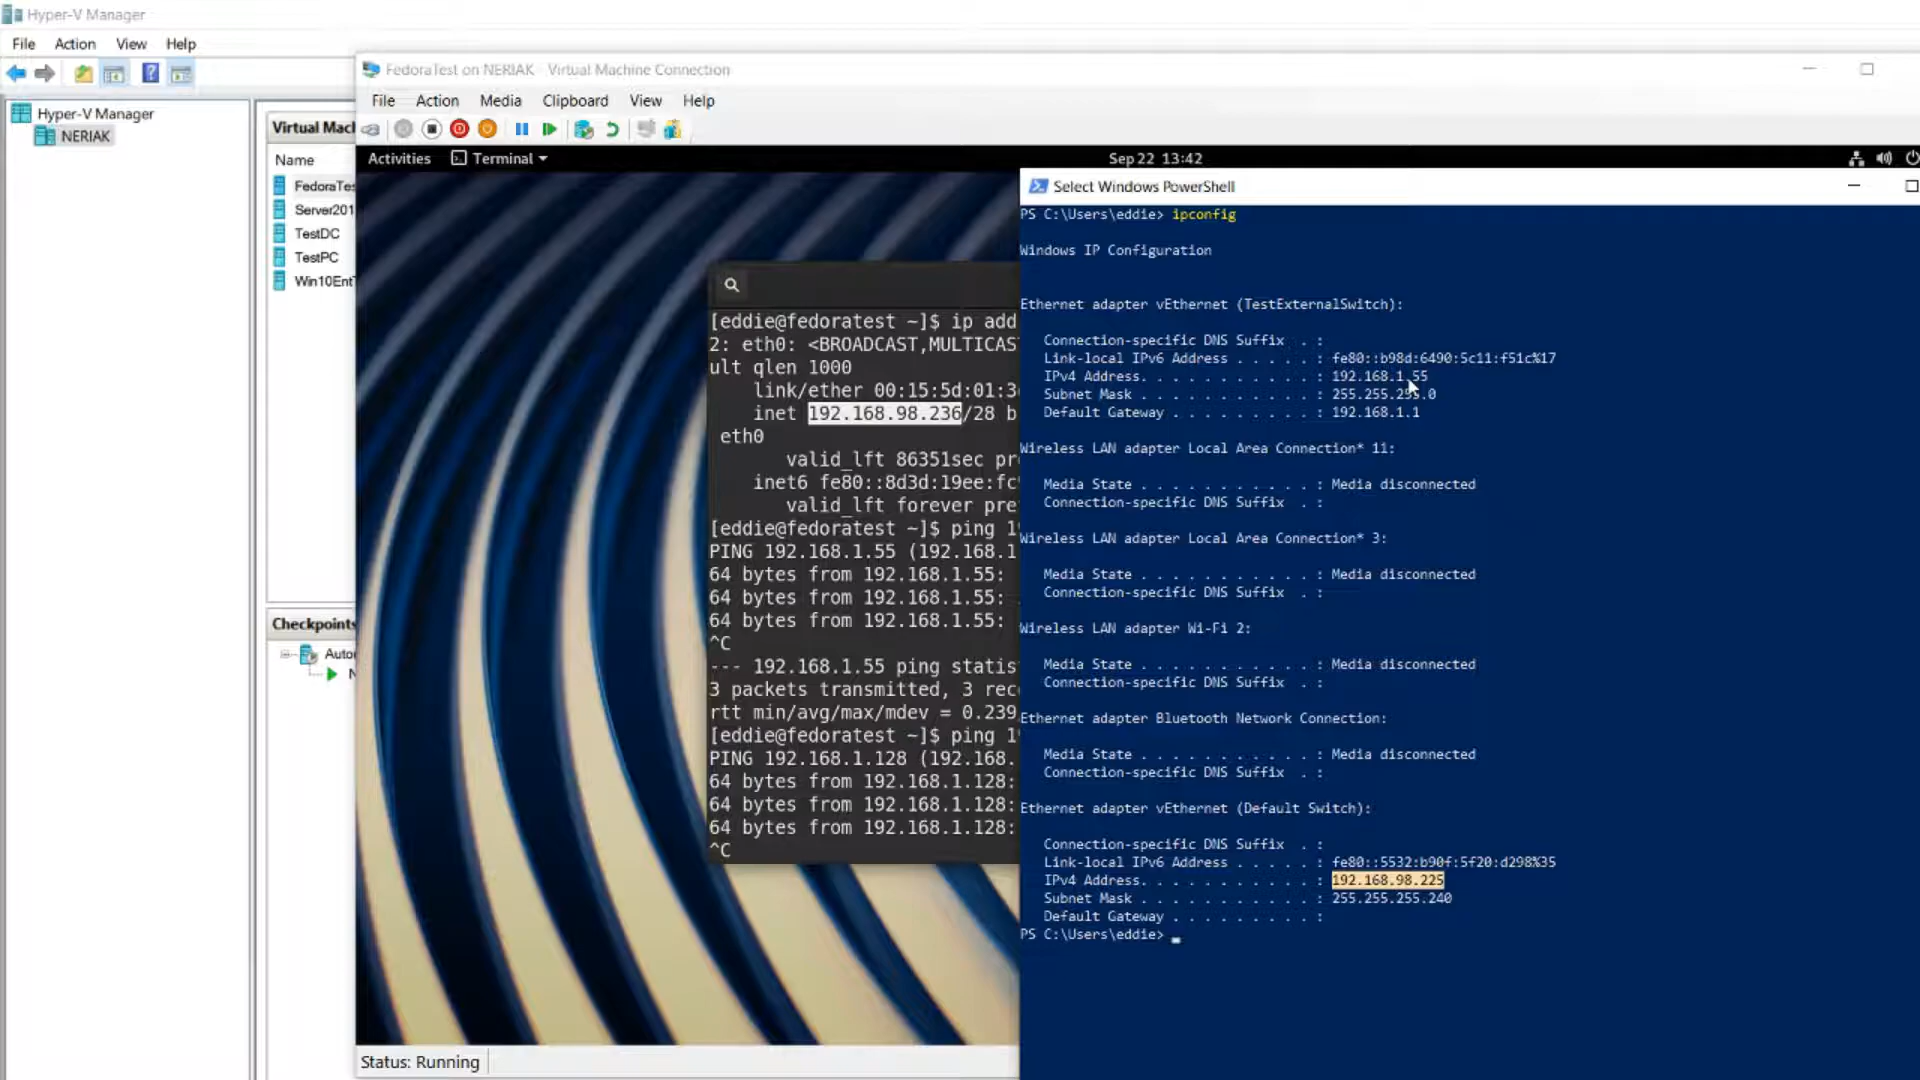 Hyper-V Manager
File Action View Help
Hyper-V Manager
NERIAK
Virtual Mach
Name
FedoraTes
Server201
TestDC
TestPC
Win10EntT
Checkpoints
Auto
N
FedoraTest on NERIAK - Virtual Machine Connection
File Action Media Clipboard View Help
Activities Terminal Sep 22 13:42
[eddie@fedoratest ~]$ ip add
2: eth0: <BROADCAST,MULTICAS
ult qlen 1000
link/ether 00:15:5d:01:3
inet 192.168.98.236/28 b
eth0
valid_lft 86351sec pr
inet6 fe80::8d3d:19ee:fc
valid_lft forever pre
[eddie@fedoratest ~]$ ping 1
PING 192.168.1.55 (192.168.1
64 bytes from 192.168.1.55:
64 bytes from 192.168.1.55:
64 bytes from 192.168.1.55:
^C
--- 192.168.1.55 ping statis
3 packets transmitted, 3 rec
rtt min/avg/max/mdev = 0.239
[eddie@fedoratest ~]$ ping 1
PING 192.168.1.128 (192.168.
64 bytes from 192.168.1.128:
64 bytes from 192.168.1.128:
64 bytes from 192.168.1.128:
^C
Status: Running
Select Windows PowerShell
PS C:\Users\eddie> ipconfig
Windows IP Configuration
Ethernet adapter vEthernet (TestExternalSwitch):
Connection-specific DNS Suffix . :
Link-local IPv6 Address . . . . . : fe80::b98d:6490:5c11:f51c%17
IPv4 Address. . . . . . . . . . . : 192.168.1.55
Subnet Mask . . . . . . . . . . . : 255.255.255.0
Default Gateway . . . . . . . . . : 192.168.1.1
Wireless LAN adapter Local Area Connection* 11:
Media State . . . . . . . . . . . : Media disconnected
Connection-specific DNS Suffix . :
Wireless LAN adapter Local Area Connection* 3:
Media State . . . . . . . . . . . : Media disconnected
Connection-specific DNS Suffix . :
Wireless LAN adapter Wi-Fi 2:
Media State . . . . . . . . . . . : Media disconnected
Connection-specific DNS Suffix . :
Ethernet adapter Bluetooth Network Connection:
Media State . . . . . . . . . . . : Media disconnected
Connection-specific DNS Suffix . :
Ethernet adapter vEthernet (Default Switch):
Connection-specific DNS Suffix . :
Link-local IPv6 Address . . . . . : fe80::5532:b90f:5f20:d298%35
IPv4 Address. . . . . . . . . . . : 192.168.98.225
Subnet Mask . . . . . . . . . . . : 255.255.255.240
Default Gateway . . . . . . . . . :
PS C:\Users\eddie>